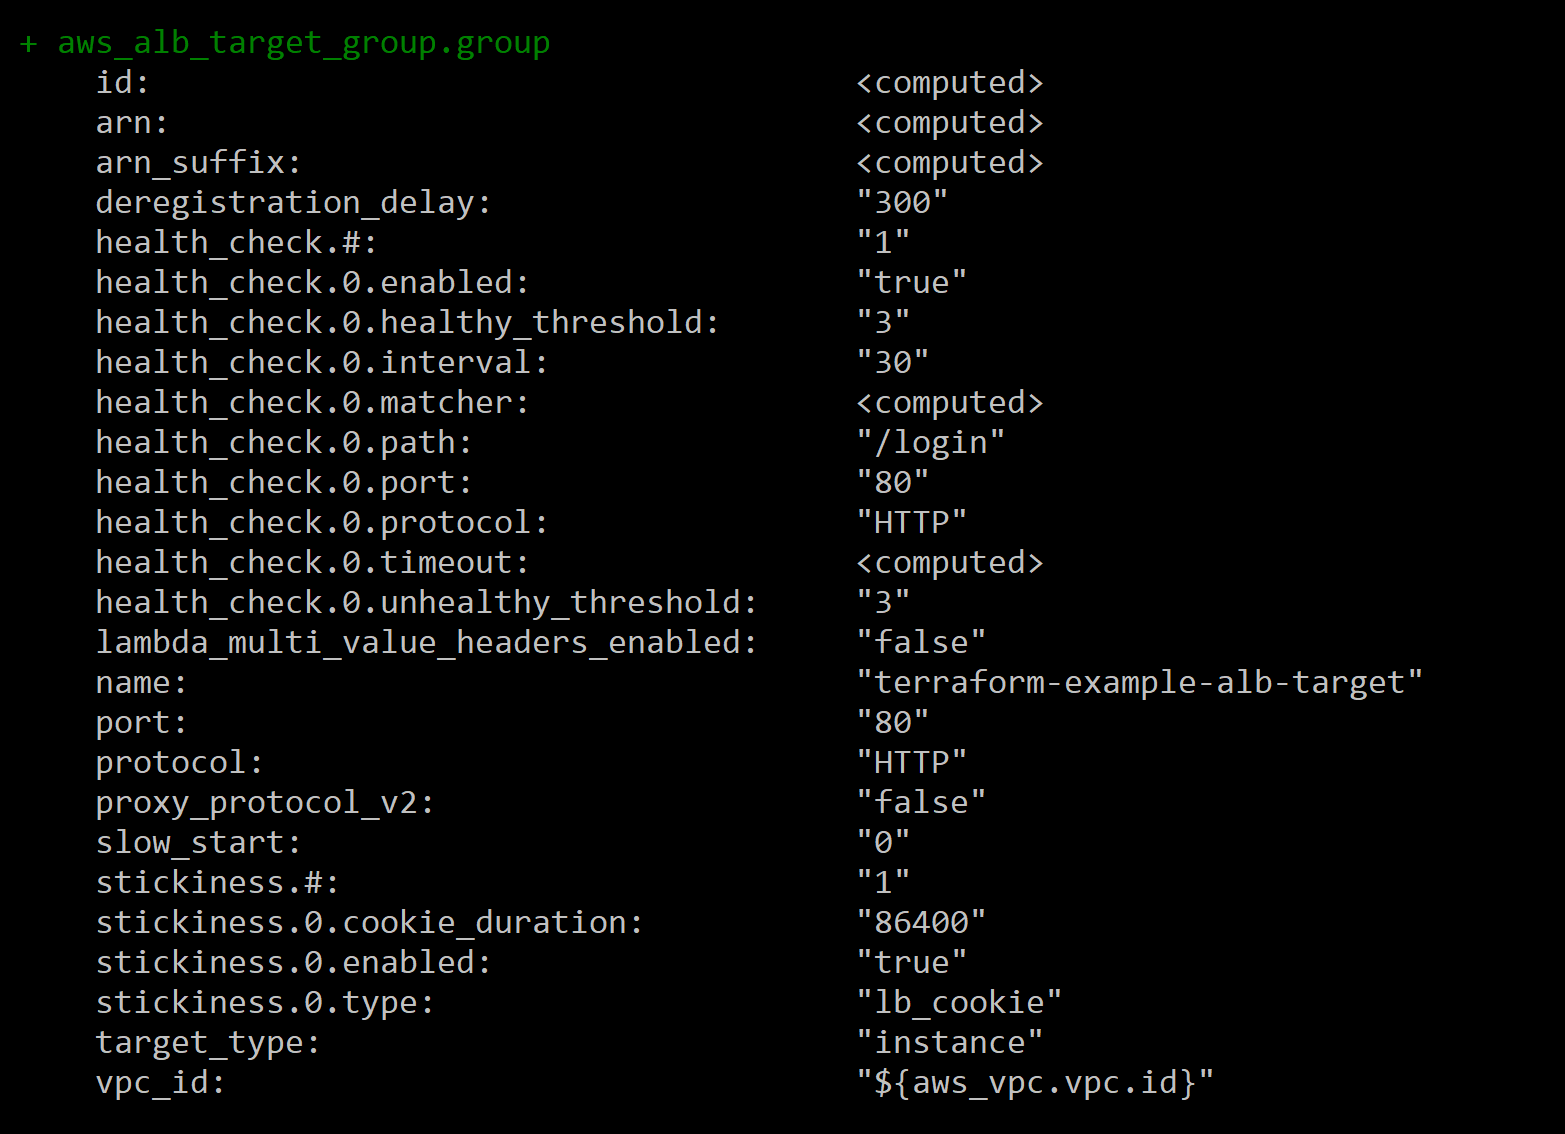 + aws_alb_target_group.group
id: <computed>
arn: <computed>
arn_suffix: <computed>
deregistration_delay: "300"
health_check.#: "1"
health_check.0.enabled: "true"
health_check.0.healthy_threshold: "3"
health_check.0.interval: "30"
health_check.0.matcher: <computed>
health_check.0.path: "/login"
health_check.0.port: "80"
health_check.0.protocol: "HTTP"
health_check.0.timeout: <computed>
health_check.0.unhealthy_threshold: "3"
lambda_multi_value_headers_enabled: "false"
name: "terraform-example-alb-target"
port: "80"
protocol: "HTTP"
proxy_protocol_v2: "false"
slow_start: "0"
stickiness.#: "1"
stickiness.0.cookie_duration: "86400"
stickiness.0.enabled: "true"
stickiness.0.type: "lb_cookie"
target_type: "instance"
vpc_id: "${aws_vpc.vpc.id}"